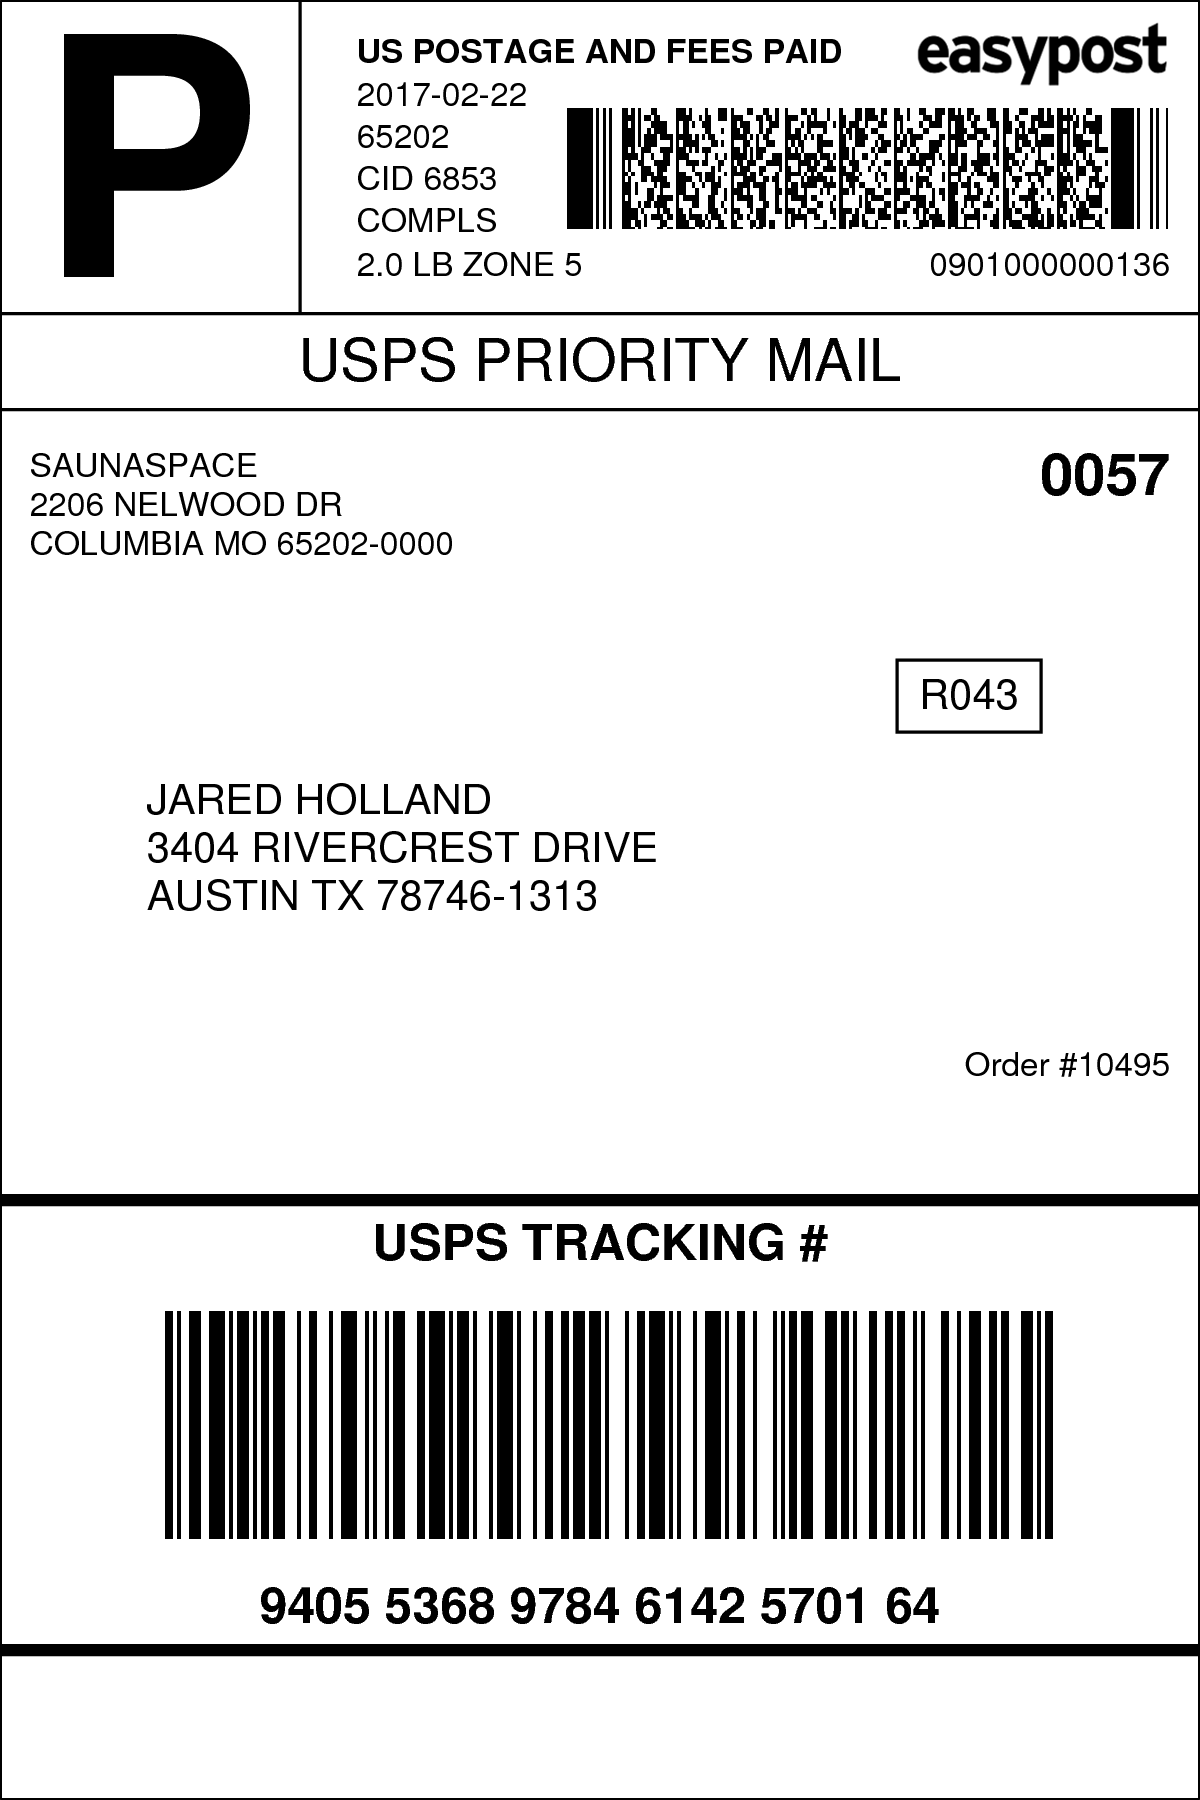 P
US POSTAGE AND FEES PAID
easypost
2017-02-22
65202
CID 6853
COMPLS
2.0 LB ZONE 5
0901000000136
USPS PRIORITY MAIL
SAUNASPACE
2206 NELWOOD DR
COLUMBIA MO 65202-0000
0057
R043
JARED HOLLAND
3404 RIVERCREST DRIVE
AUSTIN TX 78746-1313
Order #10495
USPS TRACKING #
9405 5368 9784 6142 5701 64